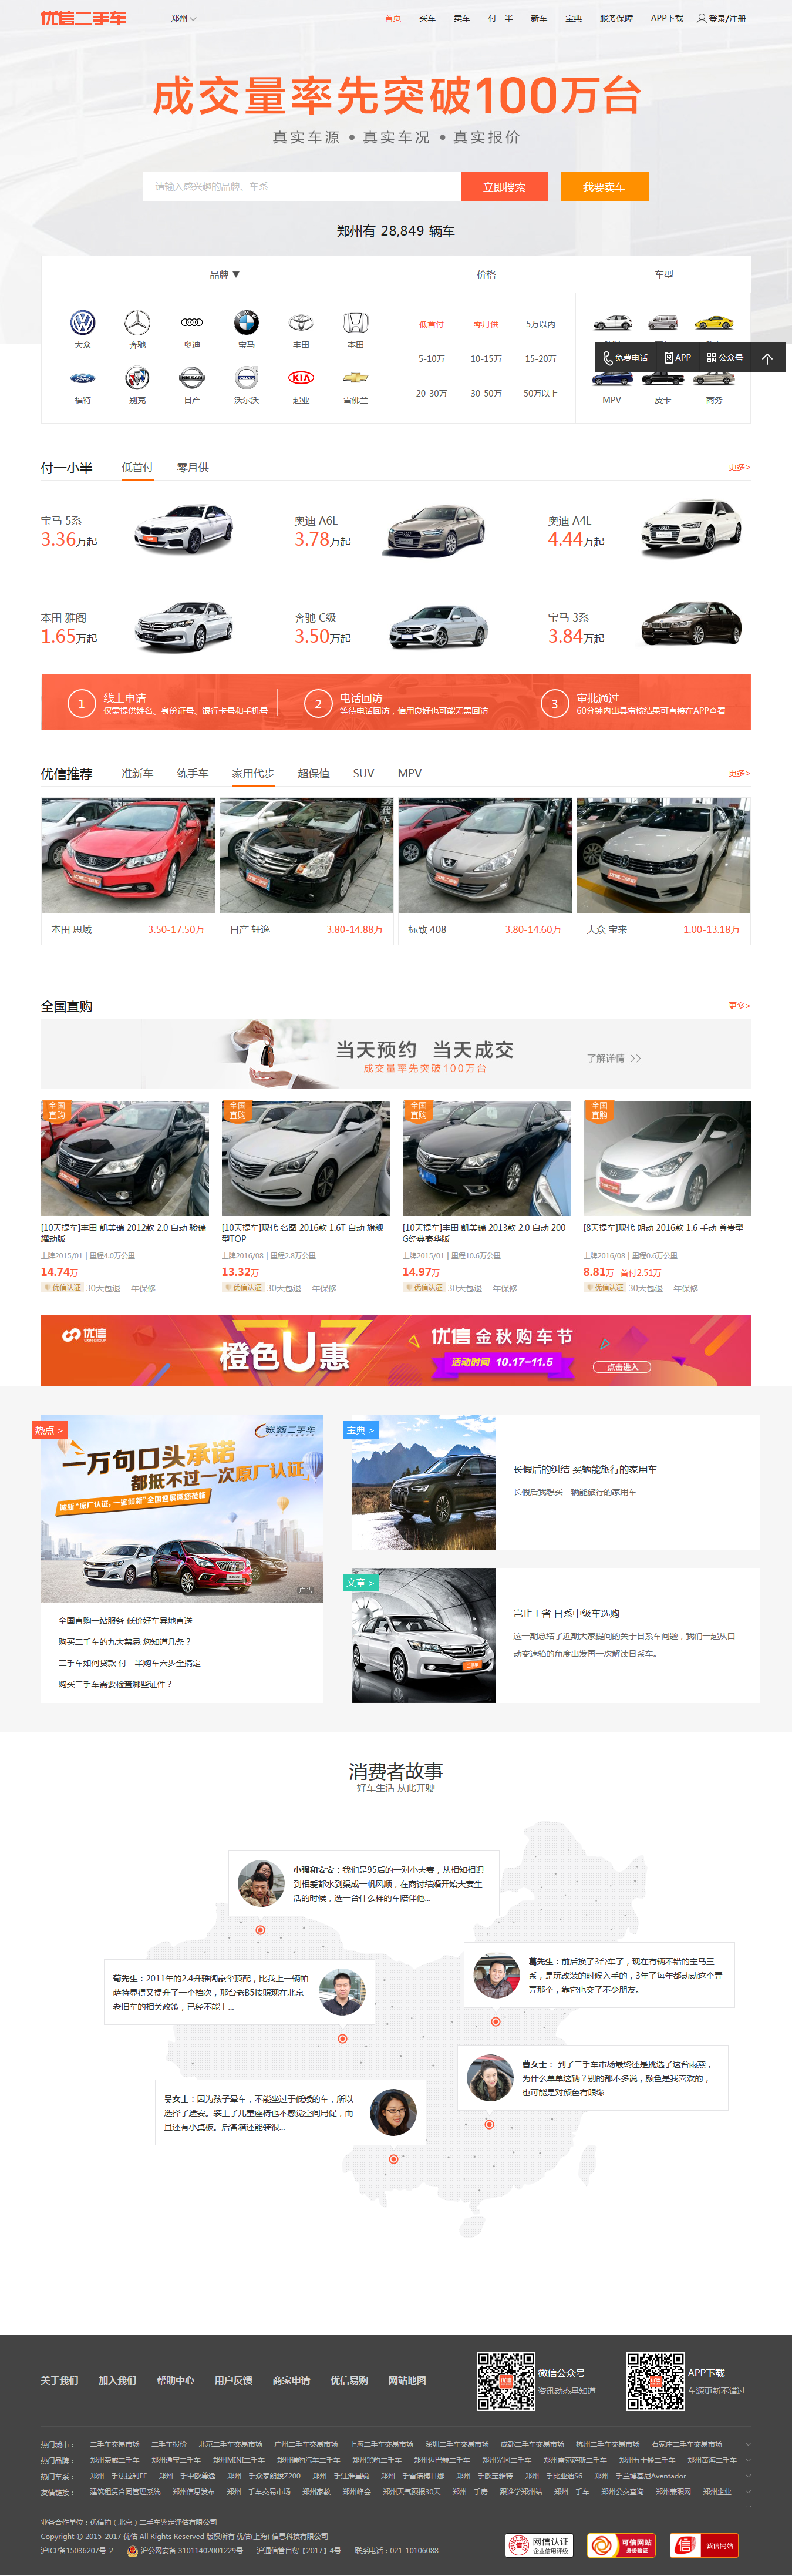 优信二手车
郑州
首页 买车 卖车 付一半 新车 宝典 服务保障 APP下载 登录/注册
成交量率先突破100万台
真实车源 • 真实车况 • 真实报价
请输入感兴趣的品牌、车系
立即搜索
我要卖车
郑州有 28,849 辆车
品牌 ▼ 价格 车型
大众 奔驰 奥迪 宝马 丰田 本田
福特 别克 日产 沃尔沃 起亚 雪佛兰
低首付 零月供 5万以内
5-10万 10-15万 15-20万
20-30万 30-50万 50万以上
免费电话 APP 公众号
MPV 皮卡 商务
付一小半 低首付 零月供 更多>
宝马 5系
3.36万起
奥迪 A6L
3.78万起
奥迪 A4L
4.44万起
本田 雅阁
1.65万起
奔驰 C级
3.50万起
宝马 3系
3.84万起
1 线上申请
仅需提供姓名、身份证号、银行卡号和手机号
2 电话回访
等待电话回访，信用良好也可能无需回访
3 审批通过
60分钟内出具审核结果可直接在APP查看
优信推荐 准新车 练手车 家用代步 超保值 SUV MPV 更多>
本田 思域 3.50-17.50万
日产 轩逸 3.80-14.88万
标致 408 3.80-14.60万
大众 宝来 1.00-13.18万
全国直购 更多>
当天预约 当天成交
成交量率先突破100万台
了解详情 >>
全国
直购
[10天提车]丰田 凯美瑞 2012款 2.0 自动 骏瑞
耀动版
上牌2015/01 | 里程4.0万公里
14.74万
优信认证 30天包退 一年保修
全国
直购
[10天提车]现代 名图 2016款 1.6T 自动 旗舰
型TOP
上牌2016/08 | 里程2.8万公里
13.32万
优信认证 30天包退 一年保修
全国
直购
[10天提车]丰田 凯美瑞 2013款 2.0 自动 200
G经典豪华版
上牌2015/01 | 里程10.6万公里
14.97万
优信认证 30天包退 一年保修
全国
直购
[8天提车]现代 朗动 2016款 1.6 手动 尊贵型
上牌2016/08 | 里程0.6万公里
8.81万 首付2.51万
优信认证 30天包退 一年保修
优信
橙色U惠
优信 金秋购车节
活动时间 10.17-11.5
点击进入
热点 >
诚新二手车
一万句口头承诺
都抵不过一次原厂认证
广告
全国直购一站服务 低价好车异地直送
购买二手车的九大禁忌 您知道几条？
二手车如何贷款 付一半购车六步全搞定
购买二手车需要检查哪些证件？
宝典 >
长假后的纠结 买辆能旅行的家用车
长假后我想买一辆能旅行的家用车
文章 >
岂止于省 日系中级车选购
这一期总结了近期大家提问的关于日系车问题，我们一起从自
动变速箱的角度出发再一次解读日系车。
消费者故事
好车生活 从此开驶
小强和安安：我们是95后的一对小夫妻，从相知相识
到相爱都水到渠成一帆风顺，在商讨结婚开始夫妻生
活的时候，选一台什么样的车陪伴他...
荀先生：2011年的2.4升雅阁豪华顶配，比我上一辆帕
萨特显得又提升了一个档次，那台老B5按照现在北京
老旧车的相关政策，已经不能上...
葛先生：前后换了3台车了，现在有辆不错的宝马三
系，是玩改装的时候入手的，3年了每年都动动这个弄
弄那个，靠它也交了不少朋友。
曹女士： 到了二手车市场最终还是挑选了这台雨燕，
为什么单单这辆？别的都不多说，颜色是我喜欢的，
也可能是对颜色有眼缘
吴女士：因为孩子晕车，不能坐过于低矮的车，所以
选择了途安。装上了儿童座椅也不感觉空间局促，而
且还有小桌板。后备箱还能装很...
关于我们 加入我们 帮助中心 用户反馈 商家申请 优信易购 网站地图
微信公众号
资讯动态早知道
APP下载
车源更新不错过
热门城市： 二手车交易市场 二手车报价 北京二手车交易市场 广州二手车交易市场 上海二手车交易市场 深圳二手车交易市场 成都二手车交易市场 杭州二手车交易市场 石家庄二手车交易市场
热门品牌： 郑州荣威二手车 郑州通宝二手车 郑州MINI二手车 郑州猎豹汽车二手车 郑州黑豹二手车 郑州迈巴赫二手车 郑州光冈二手车 郑州雷克萨斯二手车 郑州五十铃二手车 郑州黄海二手车
热门车系： 郑州二手法拉利FF 郑州二手中欧尊逸 郑州二手众泰朗骏Z200 郑州二手江淮星锐 郑州二手雷诺梅甘娜 郑州二手欧宝雅特 郑州二手比亚迪S6 郑州二手兰博基尼Aventador
友情链接： 建筑租赁合同管理系统 郑州信息发布 郑州二手车交易市场 郑州家教 郑州峰会 郑州天气预报30天 郑州二手房 跟谁学郑州站 郑州二手车 郑州公交查询 郑州兼职网 郑州企业
业务合作单位：优信拍（北京）二手车鉴定评估有限公司
Copyright © 2015-2017 优估 All Rights Reserved 版权所有 优估(上海) 信息科技有限公司
沪ICP备15036207号-2 沪公网安备 31011402001229号 沪通信管自贸【2017】4号 联系电话：021-10106088
网信认证
企业信用评级
可信网站
身份验证
诚信网站